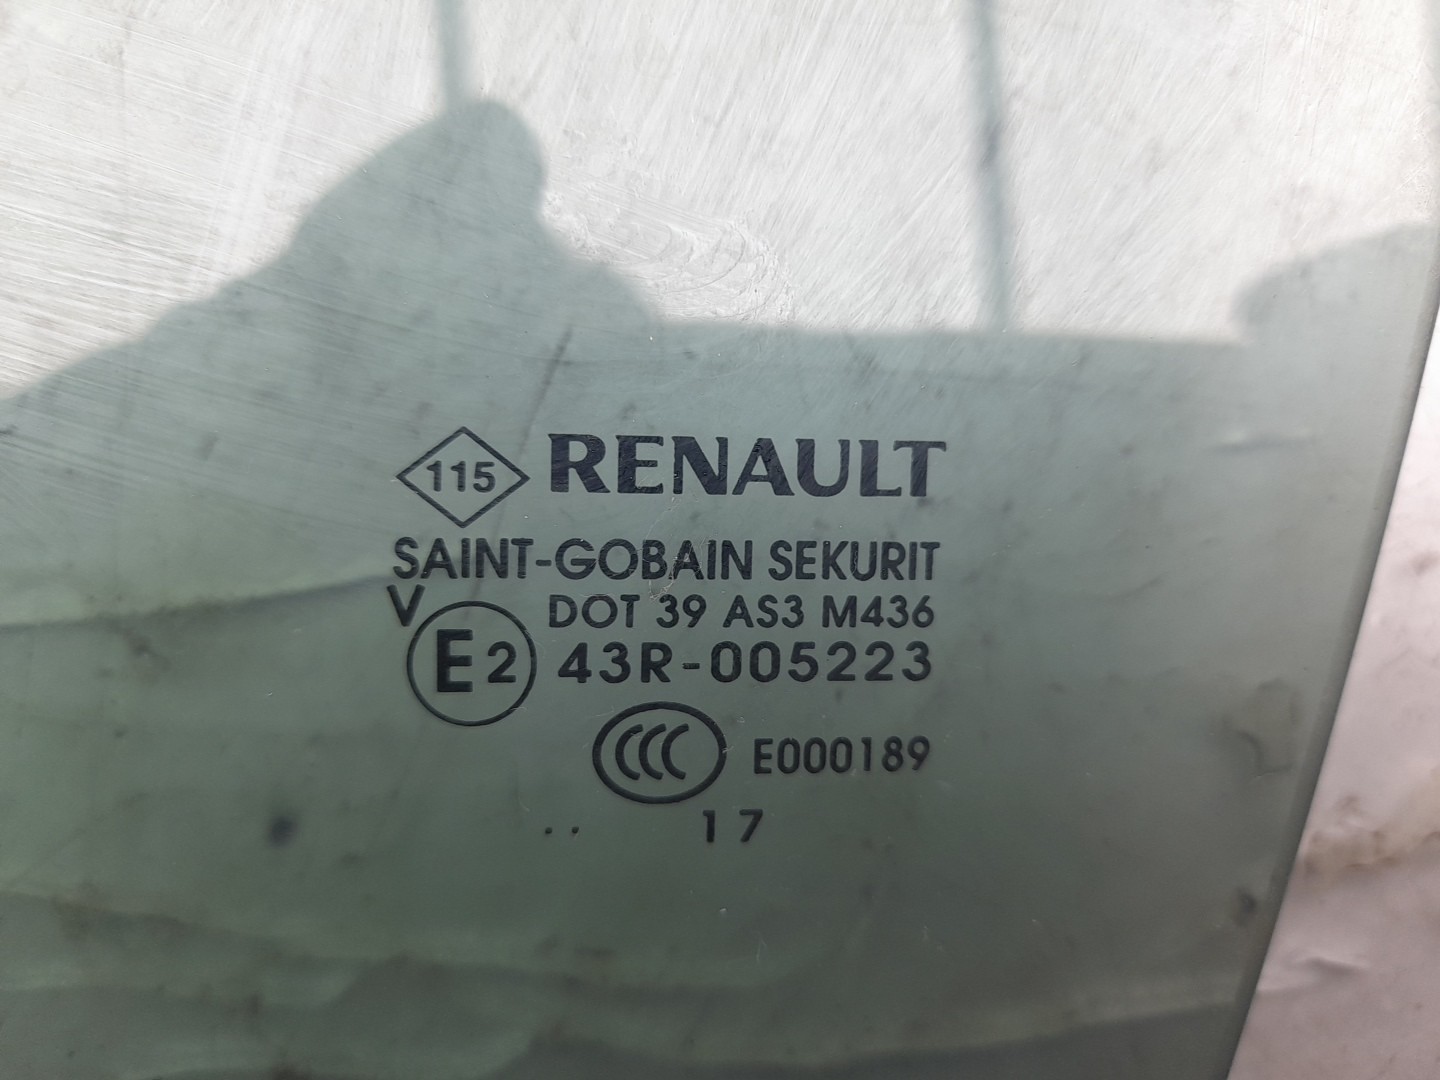 115 RENAULT
SAINT-GOBAIN SEKURIT
V DOT 39 AS3 M436
E2 43R-005223
CCC E000189
.. 17